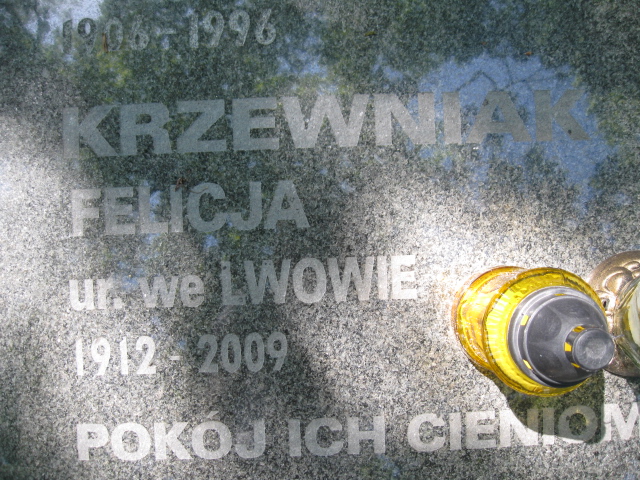 1906-1996
KRZEWNIAK
FELICJA
ur. we LWOWIE
1912-2009
POKÓJ ICH CIENIOM